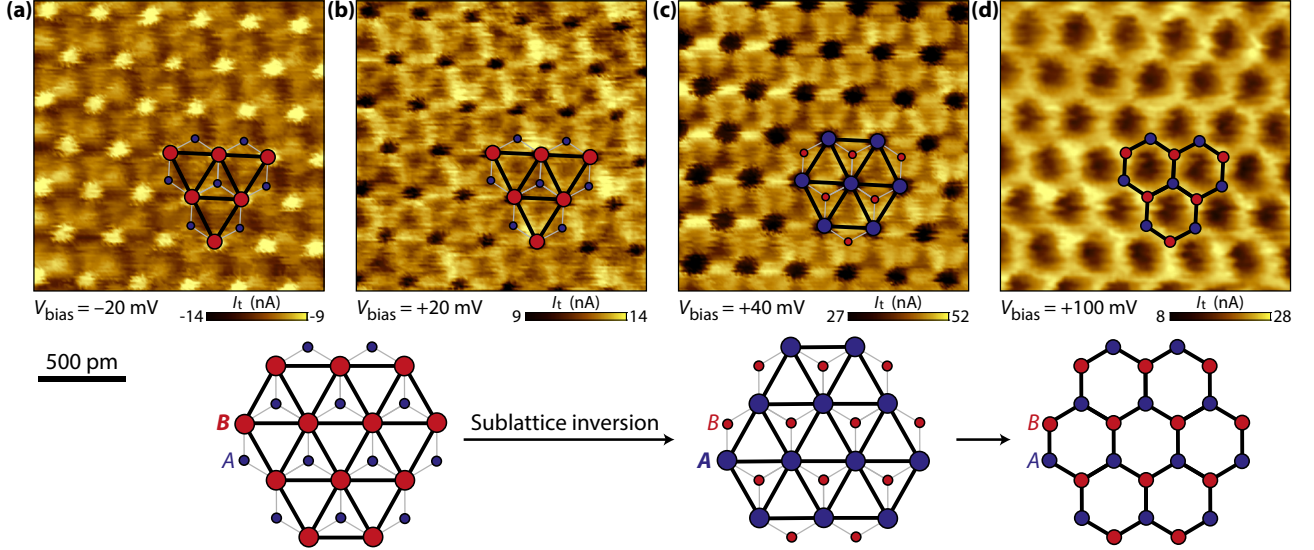 (a)
(b)
(c)
(d)
V_bias = −20 mV
I_t (nA)
-14 -9
V_bias = +20 mV
I_t (nA)
9 14
V_bias = +40 mV
I_t (nA)
27 52
V_bias = +100 mV
I_t (nA)
8 28
500 pm
B
A
Sublattice inversion
B
A
B
A